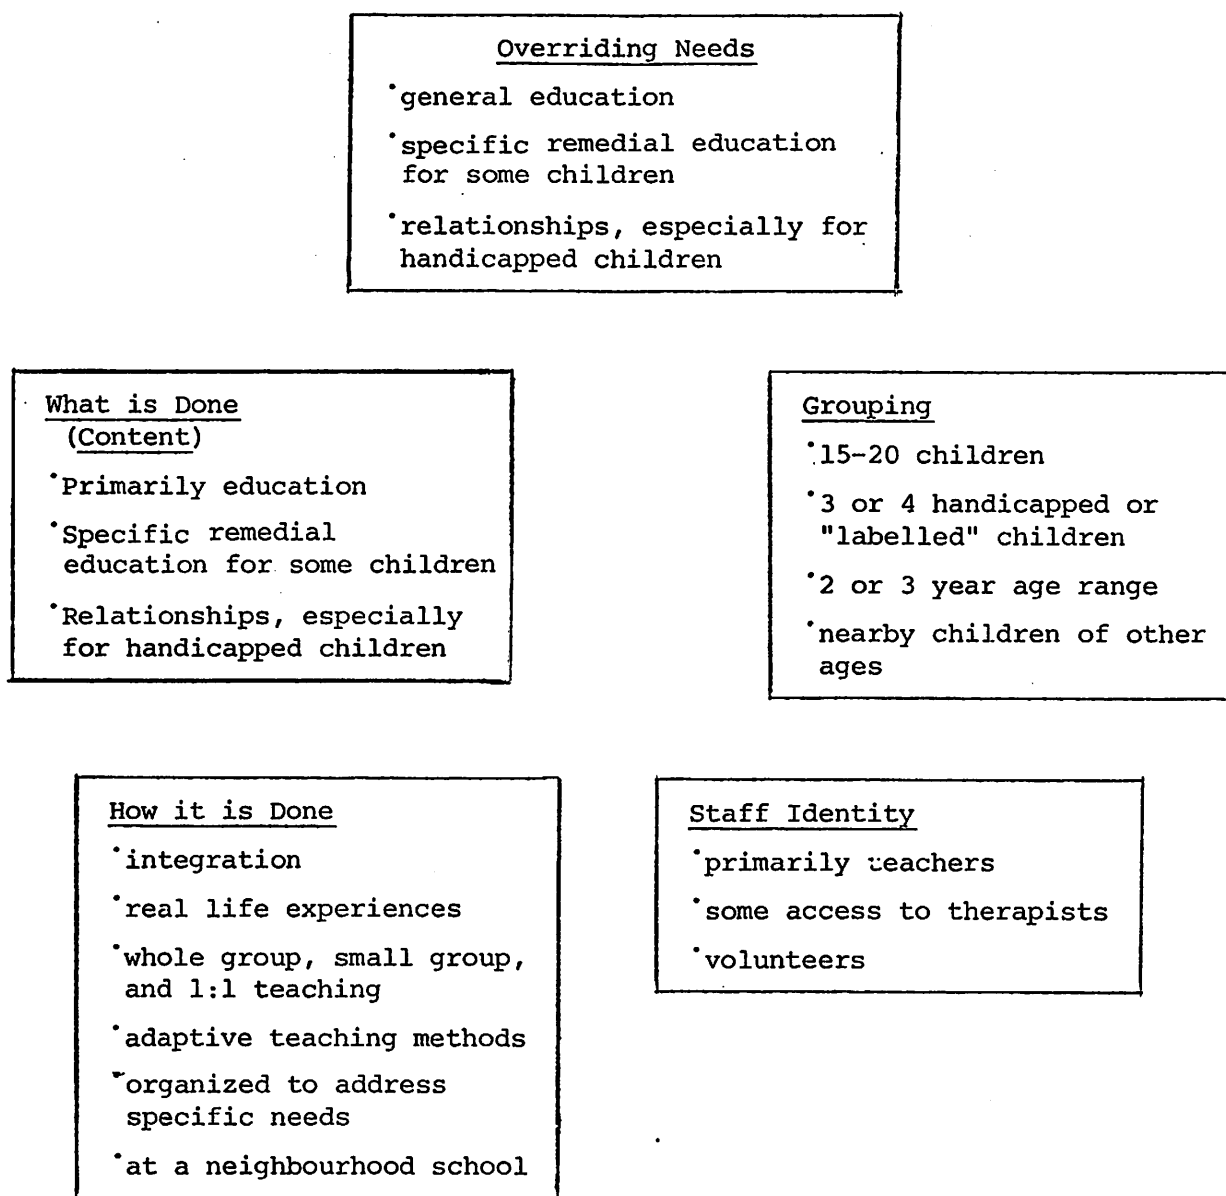 Overriding Needs
·general education
·specific remedial education
for some children
·relationships, especially for
handicapped children
What is Done
(Content)
·Primarily education
·Specific remedial
education for some children
·Relationships, especially
for handicapped children
Grouping
·15-20 children
·3 or 4 handicapped or
"labelled" children
·2 or 3 year age range
·nearby children of other
ages
How it is Done
·integration
·real life experiences
·whole group, small group,
and 1:1 teaching
·adaptive teaching methods
·organized to address
specific needs
·at a neighbourhood school
Staff Identity
·primarily teachers
·some access to therapists
·volunteers